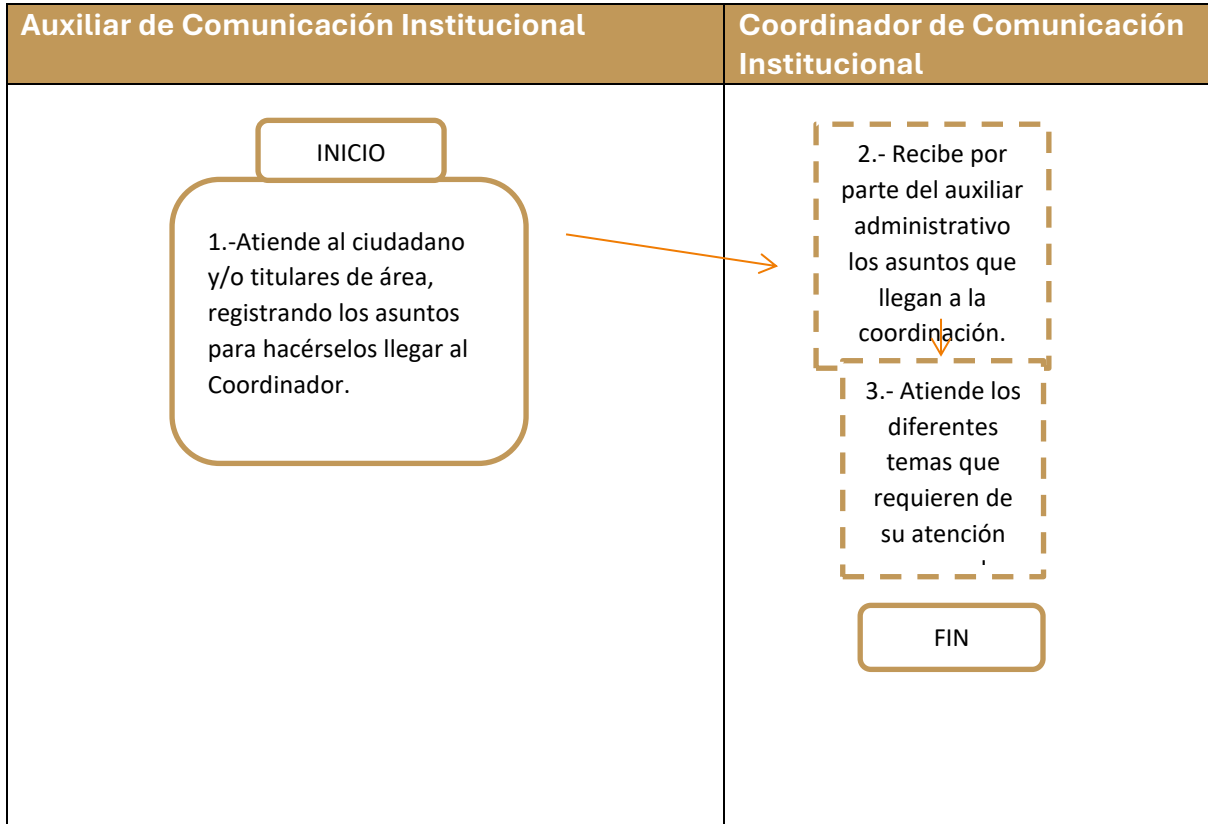 Auxiliar de Comunicación Institucional
Coordinador de Comunicación
Institucional
INICIO
1.-Atiende al ciudadano
y/o titulares de área,
registrando los asuntos
para hacérselos llegar al
Coordinador.
2.- Recibe por
parte del auxiliar
administrativo
los asuntos que
llegan a la
coordinación.
3.- Atiende los
diferentes
temas que
requieren de
su atención
FIN